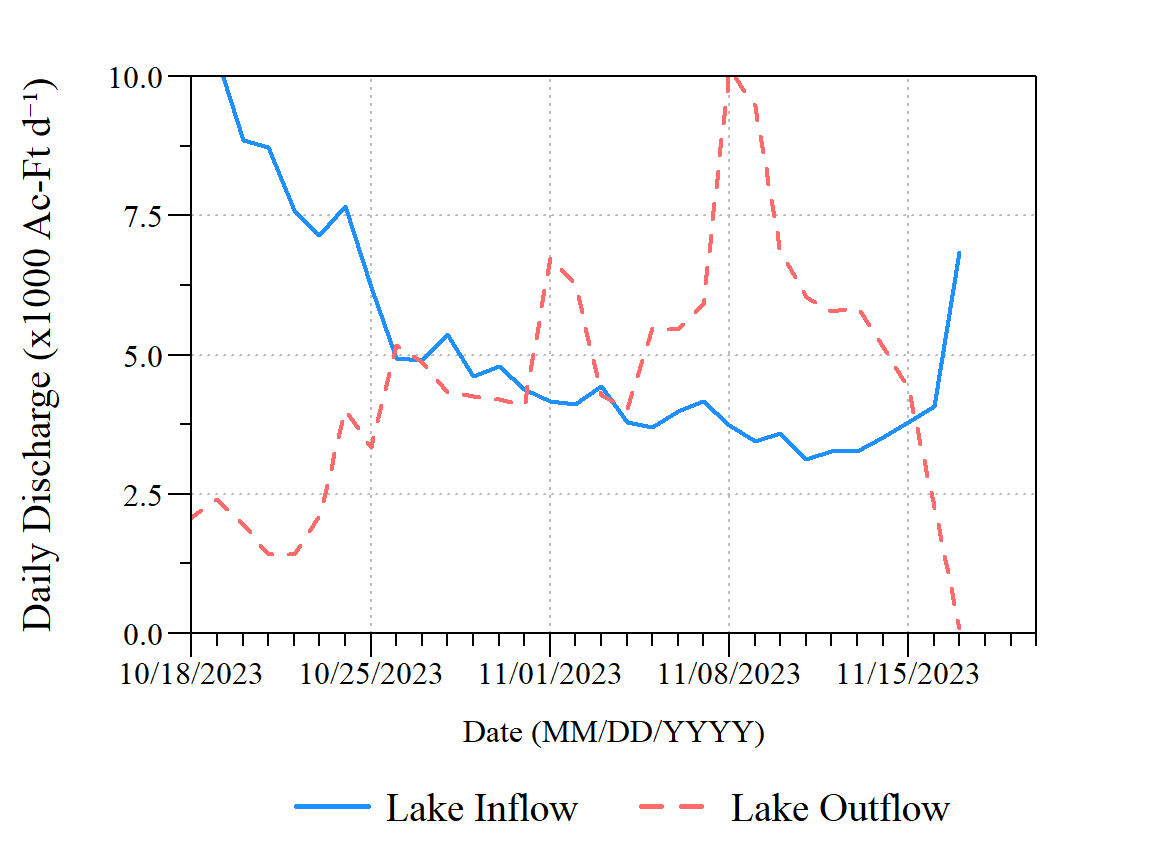 Daily Discharge (x1000 Ac-Ft d⁻¹)
10.0
7.5
5.0
2.5
0.0
10/18/2023 10/25/2023 11/01/2023 11/08/2023 11/15/2023
Date (MM/DD/YYYY)
Lake Inflow Lake Outflow